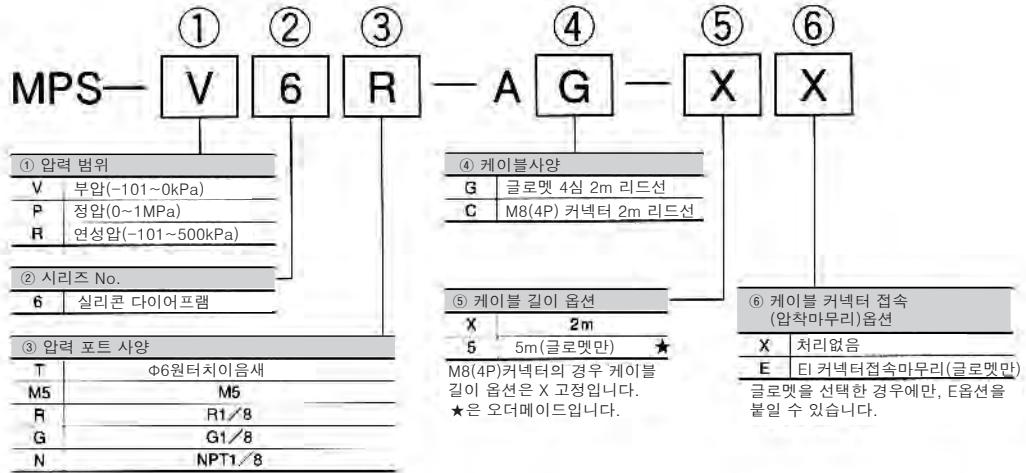 ① ② ③ ④ ⑤ ⑥
MPS— V 6 R — A G — X X
① 압력 범위
V 부압(-101~0kPa)
P 정압(0~1MPa)
R 연성압(-101~500kPa)
② 시리즈 No.
6 실리콘 다이어프램
③ 압력 포트 사양
T Φ6원터치이음새
M5 M5
R R1/8
G G1/8
N NPT1/8
④ 케이블사양
G 글로멧 4심 2m 리드선
C M8(4P) 커넥터 2m 리드선
⑤ 케이블 길이 옵션
X 2m
5 5m(글로멧만) ★
M8(4P)커넥터의 경우 케이블
길이 옵션은 X 고정입니다.
★은 오더메이드입니다.
⑥ 케이블 커넥터 접속
(압착마무리)옵션
X 처리없음
E EI 커넥터접속마무리(글로멧만)
글로멧을 선택한 경우에만, E옵션을
붙일 수 있습니다.